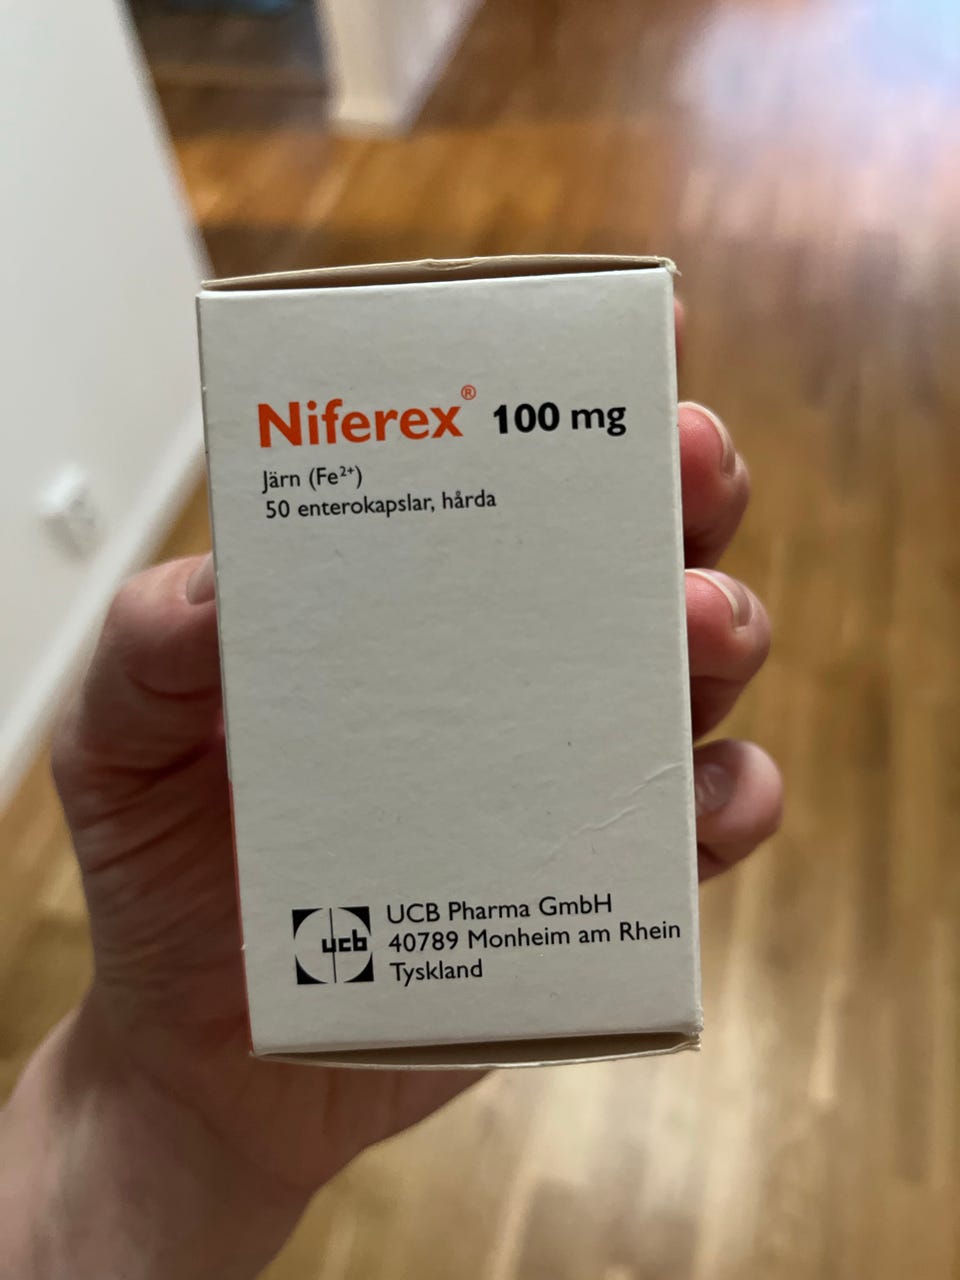 Niferex® 100 mg
Järn (Fe²⁺)
50 enterokapslar, hårda
ucb
UCB Pharma GmbH
40789 Monheim am Rhein
Tyskland